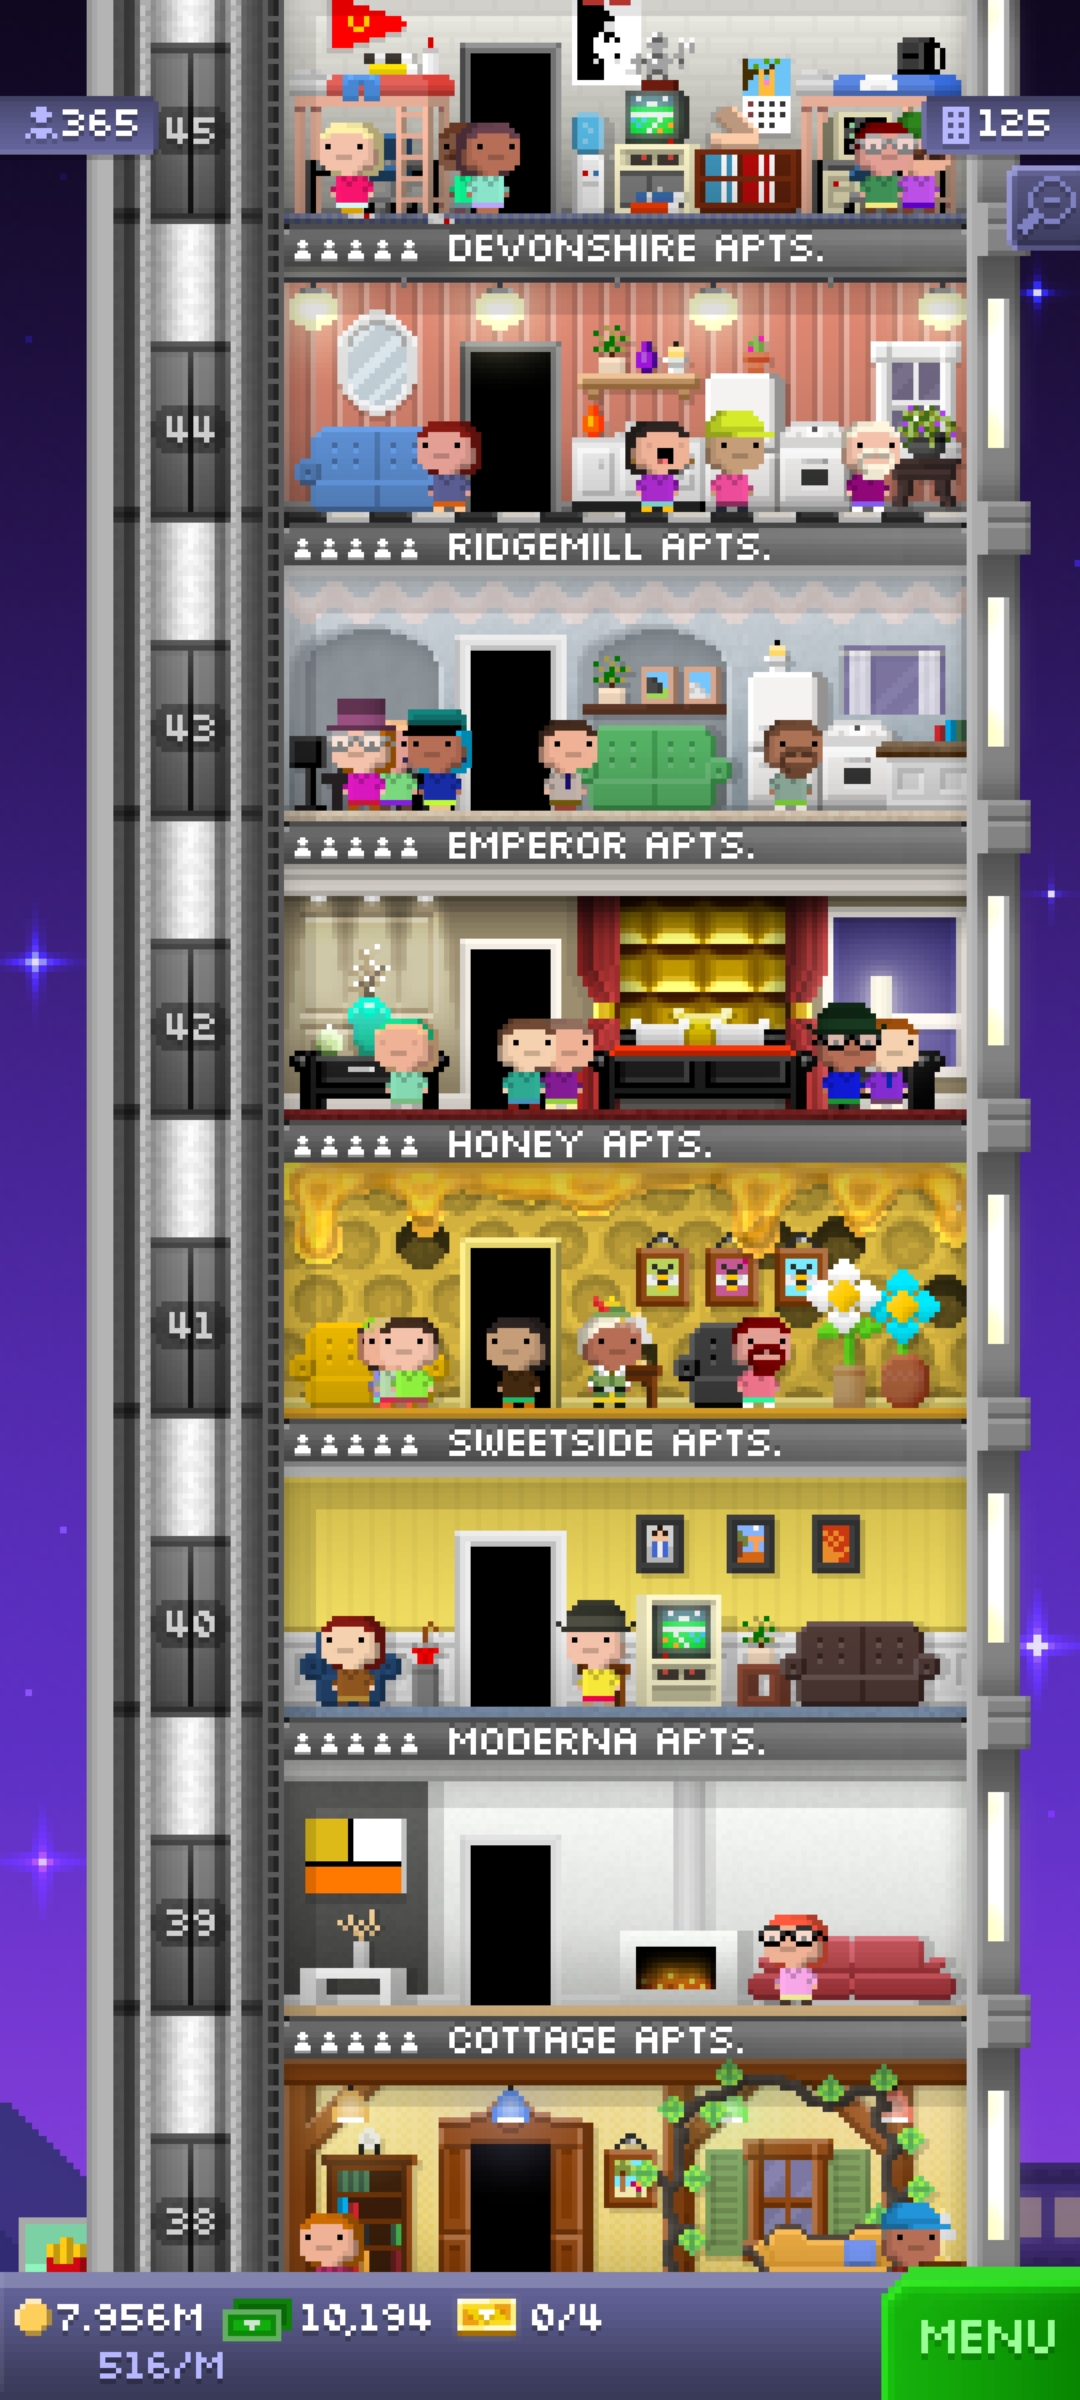 365
45
125
DEVONSHIRE APTS.
44
RIDGEMILL APTS.
43
EMPEROR APTS.
42
HONEY APTS.
41
SWEETSIDE APTS.
40
MODERNA APTS.
39
COTTAGE APTS.
38
7.956M 10,194 0/4
516/M
MENU